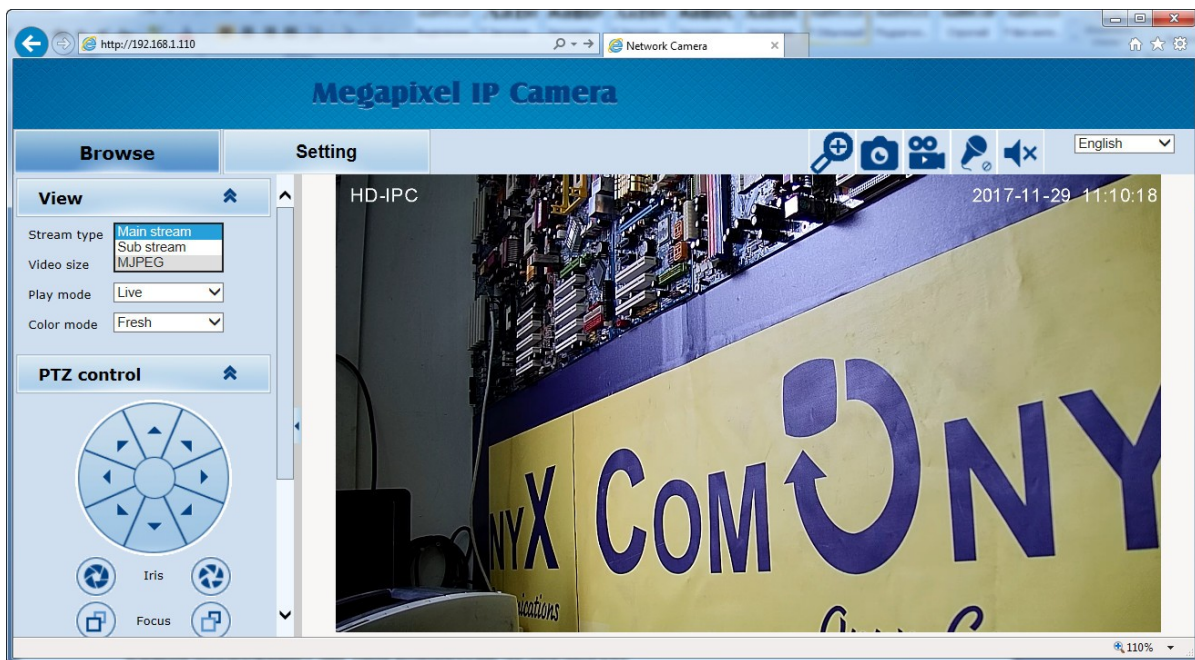 http://192.168.1.110
Network Camera
Megapixel IP Camera
Browse
Setting
English
View
Stream type
Main stream
Sub stream
MJPEG
Video size
Play mode
Live
Color mode
Fresh
PTZ control
Iris
Focus
HD-IPC
2017-11-29 11:10:18
NYX COMONY
nications
110%